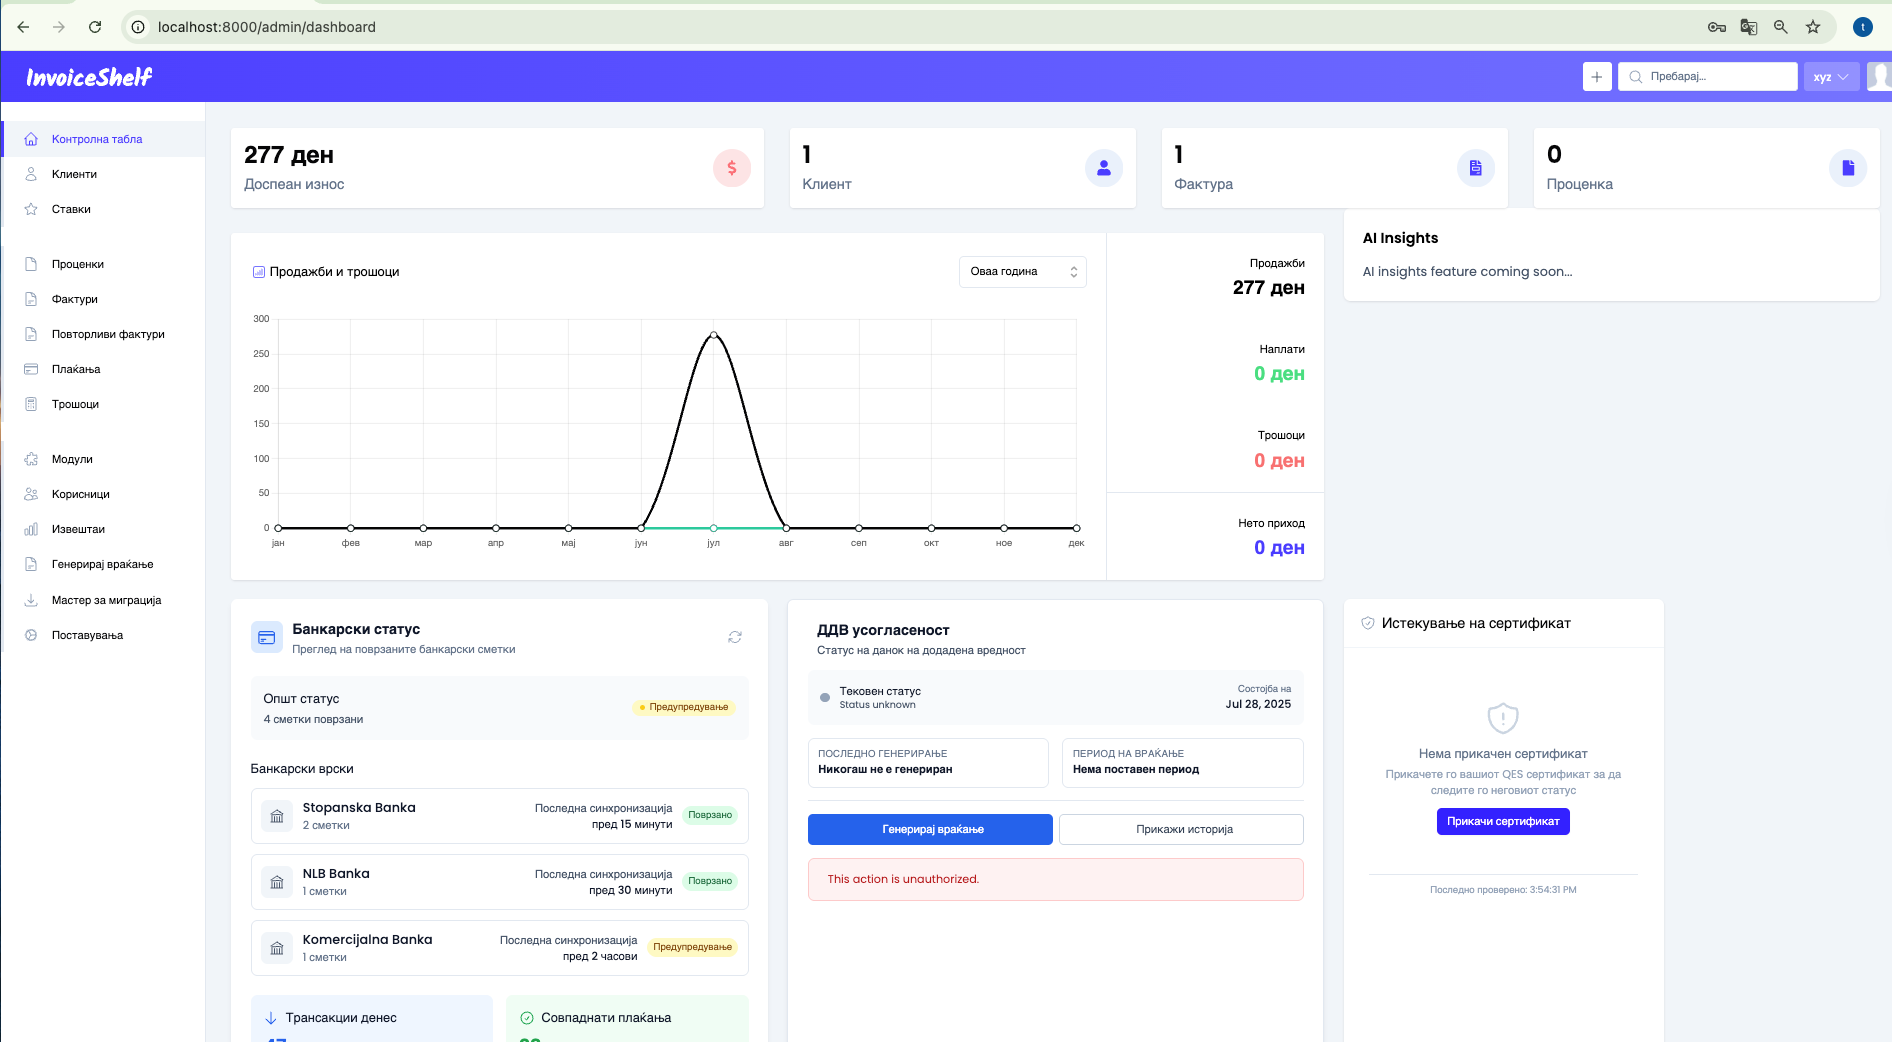 localhost:8000/admin/dashboard
t
InvoiceShelf
Пребарај...
xyz
Контролна табла
Клиенти
Ставки
Проценки
Фактури
Повторливи фактури
Плаќања
Трошоци
Модули
Корисници
Извештаи
Генерирај враќање
Мастер за миграција
Поставувања
277 ден
Доспеан износ
$
1
Клиент
1
Фактура
0
Проценка
Продажби и трошоци
Оваа година
300
250
200
150
100
50
0
јан
фев
мар
апр
мај
јун
јул
авг
сеп
окт
ное
дек
Продажби
277 ден
Наплати
0 ден
Трошоци
0 ден
Нето приход
0 ден
AI Insights
AI insights feature coming soon...
Банкарски статус
Преглед на поврзаните банкарски сметки
Општ статус
4 сметки поврзани
Предупредување
Банкарски врски
Stopanska Banka
2 сметки
Последна синхронизација
пред 15 минути
Поврзано
NLB Banka
1 сметки
Последна синхронизација
пред 30 минути
Поврзано
Komercijalna Banka
1 сметки
Последна синхронизација
пред 2 часови
Предупредување
Трансакции денес
Совпаднати плаќања
ДДВ усогласеност
Статус на данок на додадена вредност
Тековен статус
Status unknown
Состојба на
Jul 28, 2025
ПОСЛЕДНО ГЕНЕРИРАЊЕ
Никогаш не е генериран
ПЕРИОД НА ВРАЌАЊЕ
Нема поставен период
Генерирај враќање
Прикажи историја
This action is unauthorized.
Истекување на сертификат
Нема прикачен сертификат
Прикачете го вашиот QES сертификат за да
следите го неговиот статус
Прикачи сертификат
Последно проверено: 3:54:31 PM